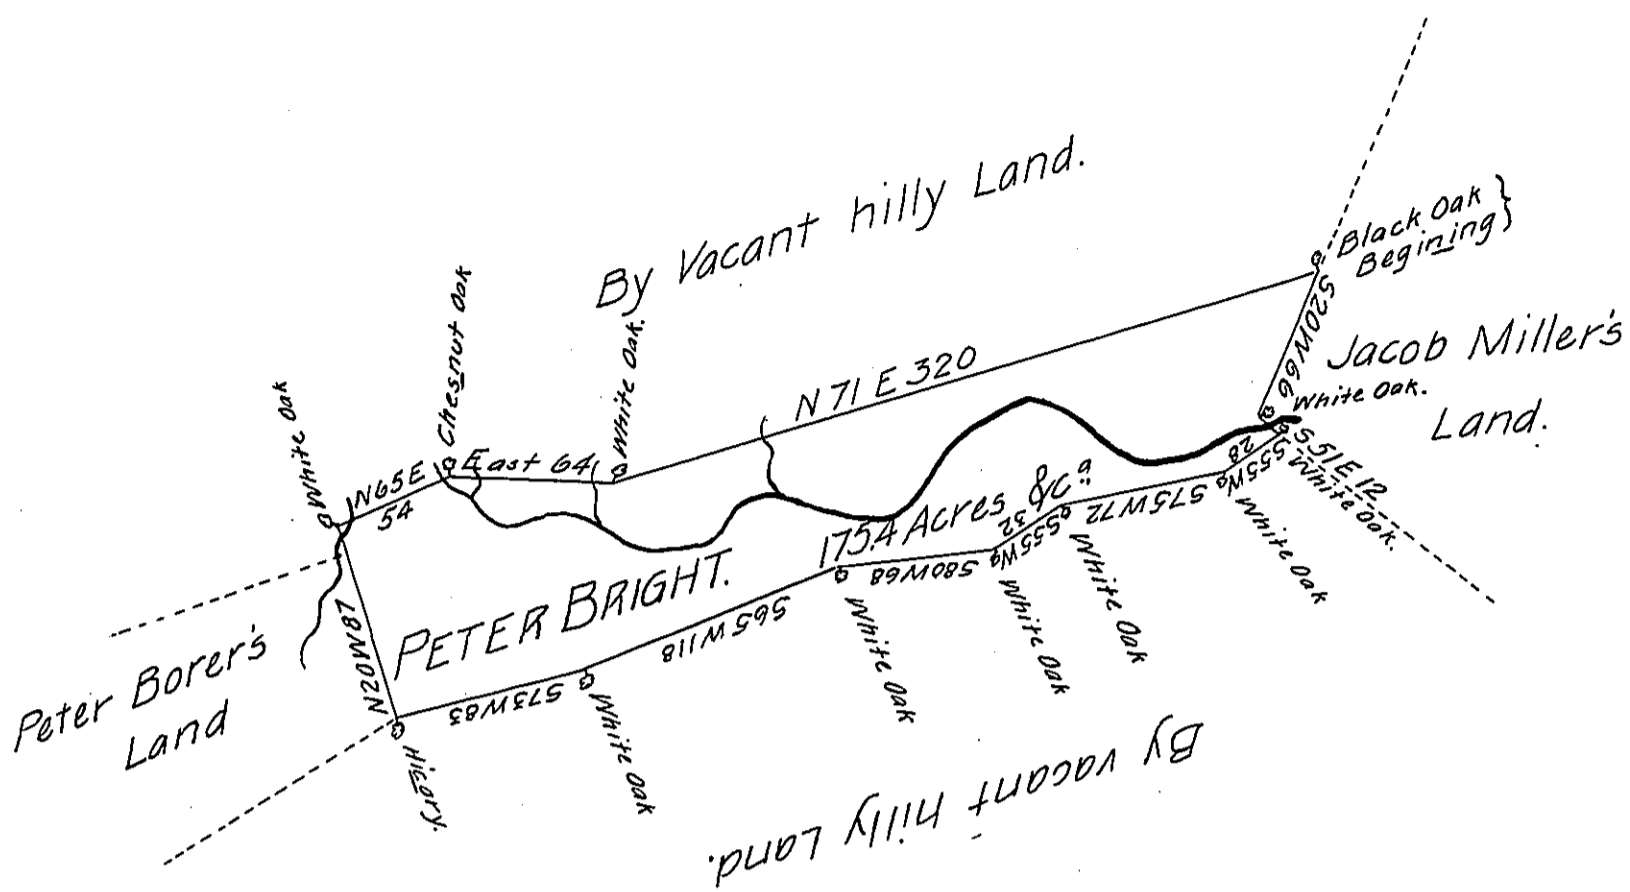 By Vacant hilly Land.
Black Oak
Begining
S20W66
Jacob Miller's
Land.
White Oak.
S51E12
White Oak.
S55W
28
White Oak
S75W72
White Oak
S55W
32
White Oak
S80W68
White Oak
S65W118
White Oak
S73W83
Hicary.
N20W87
White Oak
N65E
54
Chesnut Oak
East 64
White Oak.
N71E320
175.4 Acres &c.
PETER BRIGHT.
Peter Borer's
Land
By vacant hilly Land.